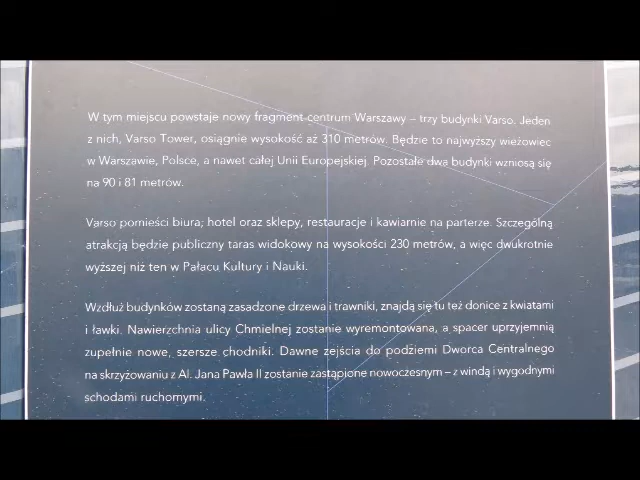 W tym miejscu powstaje nowy fragment centrum Warszawy – trzy budynki Varso. Jeden
z nich, Varso Tower, osiągnie wysokość aż 310 metrów. Będzie to najwyższy wieżowiec
w Warszawie, Polsce, a nawet całej Unii Europejskiej. Pozostałe dwa budynki wzniosą się
na 90 i 81 metrów.
Varso pomieści biura, hotel oraz sklepy, restauracje i kawiarnie na parterze. Szczególną
atrakcją będzie publiczny taras widokowy na wysokości 230 metrów, a więc dwukrotnie
wyższej niż ten w Pałacu Kultury i Nauki.
Wzdłuż budynków zostaną zasadzone drzewa i trawniki, znajdą się tu też donice z kwiatami
i ławki. Nawierzchnia ulicy Chmielnej zostanie wyremontowana, a spacer uprzyjemnią
zupełnie nowe, szersze chodniki. Dawne zejścia do podziemi Dworca Centralnego
na skrzyżowaniu z Al. Jana Pawła II zostanie zastąpione nowoczesnym – z windą i wygodnymi
schodami ruchomymi.